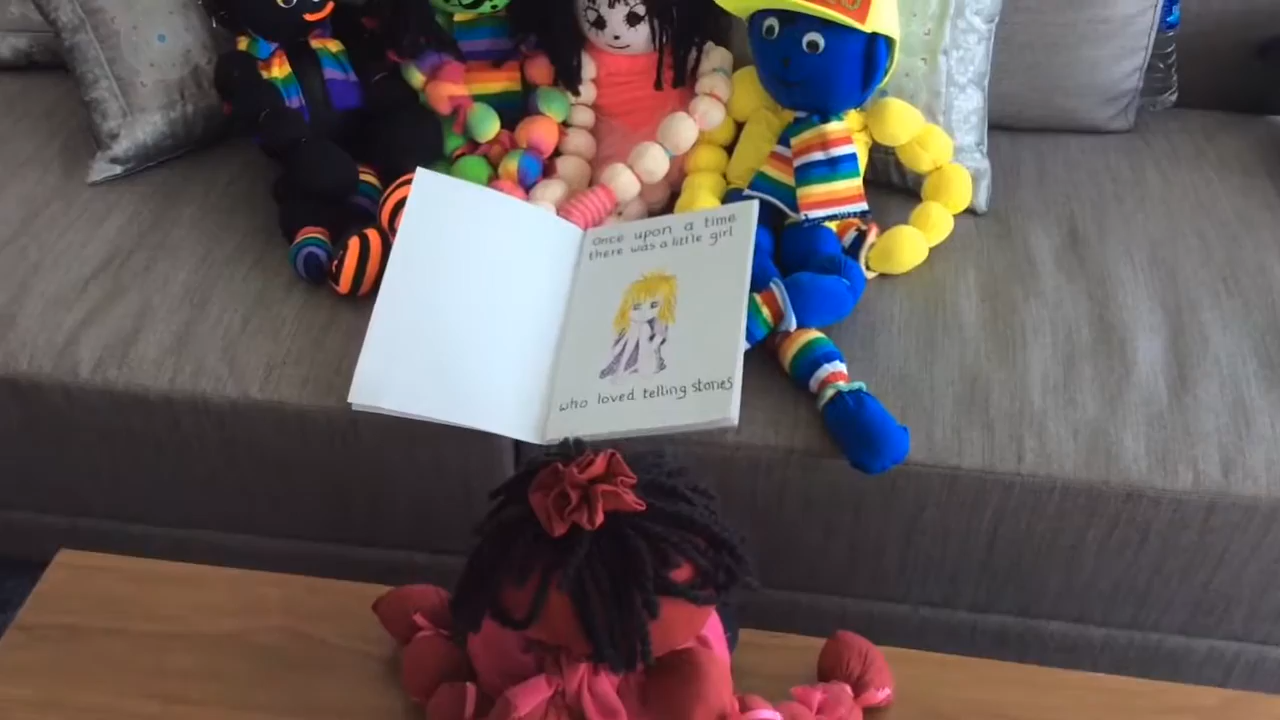 Once upon a time
there was a little girl
who loved telling stories